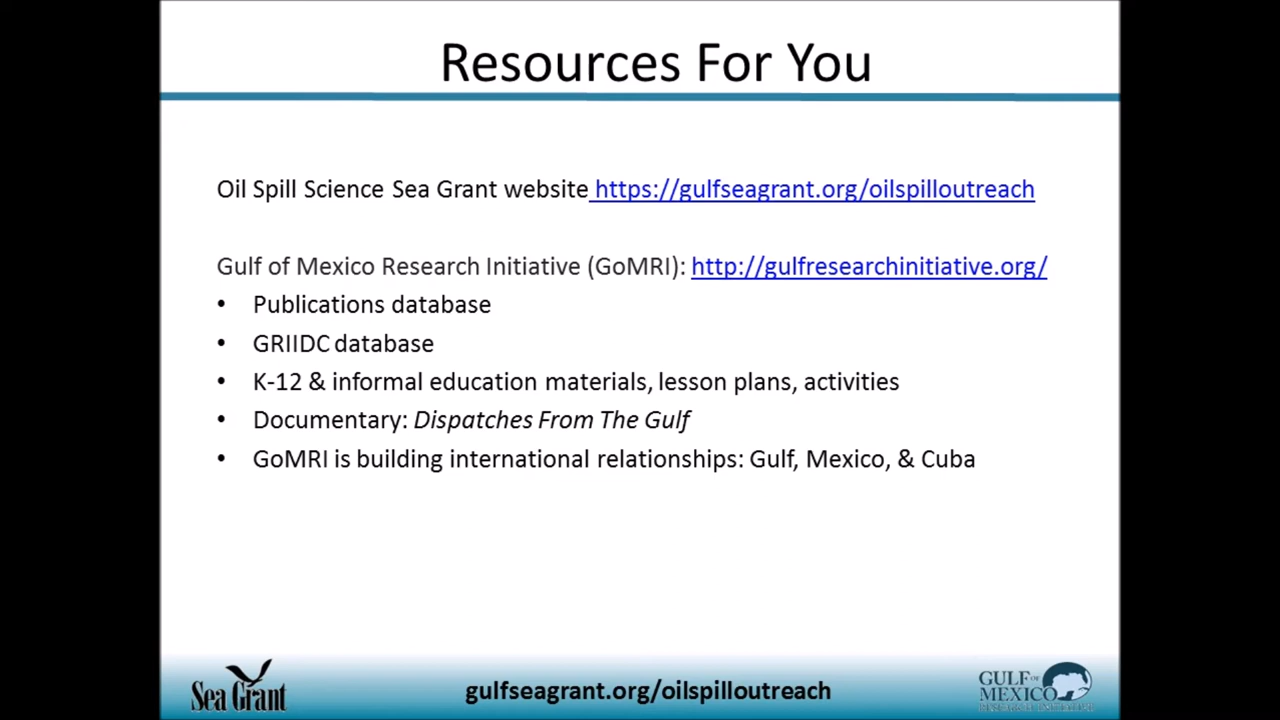 Resources For You
Oil Spill Science Sea Grant website https://gulfseagrant.org/oilspilloutreach
Gulf of Mexico Research Initiative (GoMRI): http://gulfresearchinitiative.org/
• Publications database
• GRIIDC database
• K-12 & informal education materials, lesson plans, activities
• Documentary: Dispatches From The Gulf
• GoMRI is building international relationships: Gulf, Mexico, & Cuba
Sea Grant
gulfseagrant.org/oilspilloutreach
GULF OF
MEXICO
RESEARCH INITIATIVE